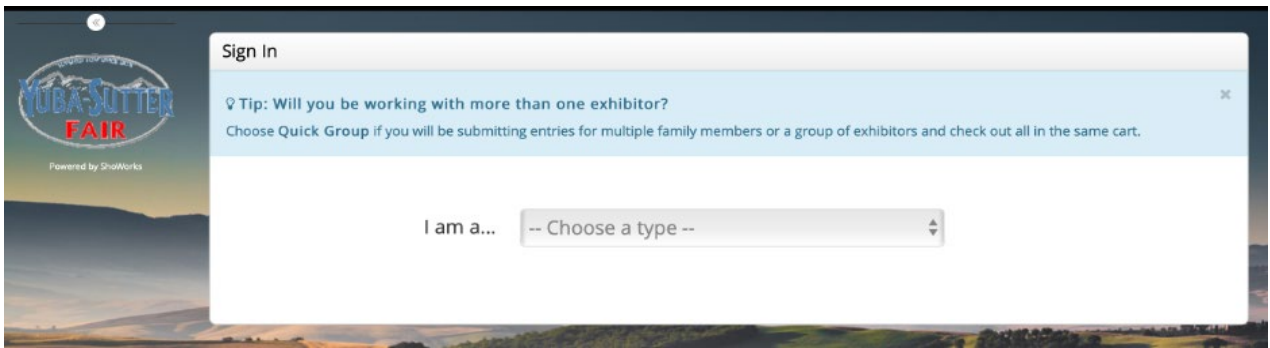 YUBA-SUTTER
FAIR
Powered by ShoWorks
Sign In
Tip: Will you be working with more than one exhibitor?
Choose Quick Group if you will be submitting entries for multiple family members or a group of exhibitors and check out all in the same cart.
I am a...
-- Choose a type --